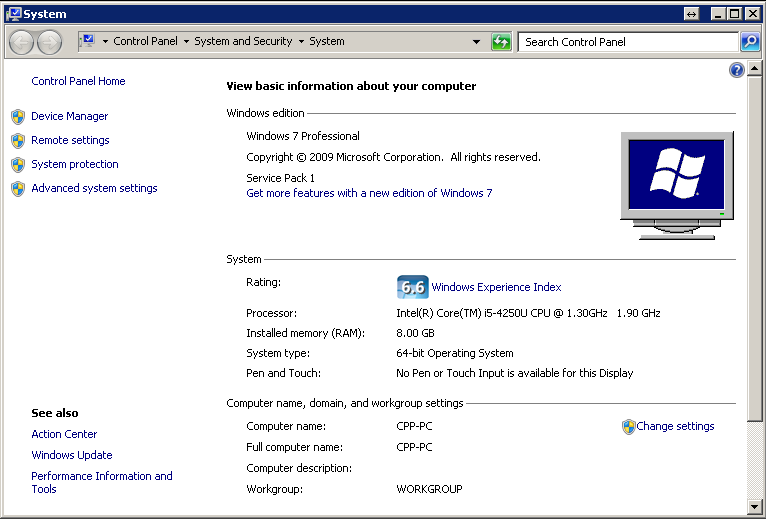 System
Control Panel System and Security System
Search Control Panel
Control Panel Home
Device Manager
Remote settings
System protection
Advanced system settings
View basic information about your computer
Windows edition
Windows 7 Professional
Copyright © 2009 Microsoft Corporation. All rights reserved.
Service Pack 1
Get more features with a new edition of Windows 7
System
Rating: 6.6 Windows Experience Index
Processor: Intel(R) Core(TM) i5-4250U CPU @ 1.30GHz 1.90 GHz
Installed memory (RAM): 8.00 GB
System type: 64-bit Operating System
Pen and Touch: No Pen or Touch Input is available for this Display
Computer name, domain, and workgroup settings
Computer name: CPP-PC Change settings
Full computer name: CPP-PC
Computer description:
Workgroup: WORKGROUP
See also
Action Center
Windows Update
Performance Information and
Tools